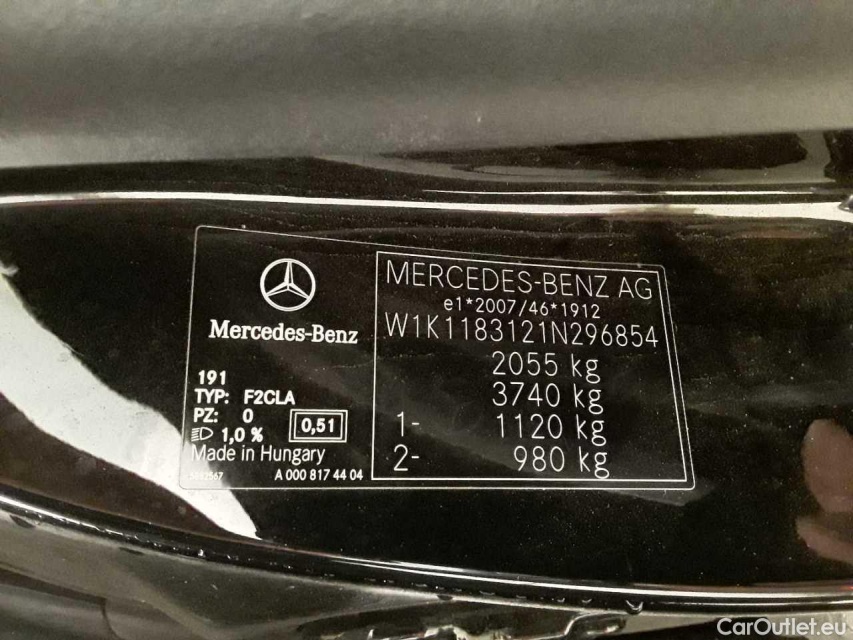 Mercedes-Benz
191
TYP: F2CLA
PZ: 0
1,0 %
0,51
Made in Hungary
A 000 817 44 04
MERCEDES-BENZ AG
e1*2007/46*1912
W1K1183121N296854
2055 kg
3740 kg
1- 1120 kg
2- 980 kg
CarOutlet.eu